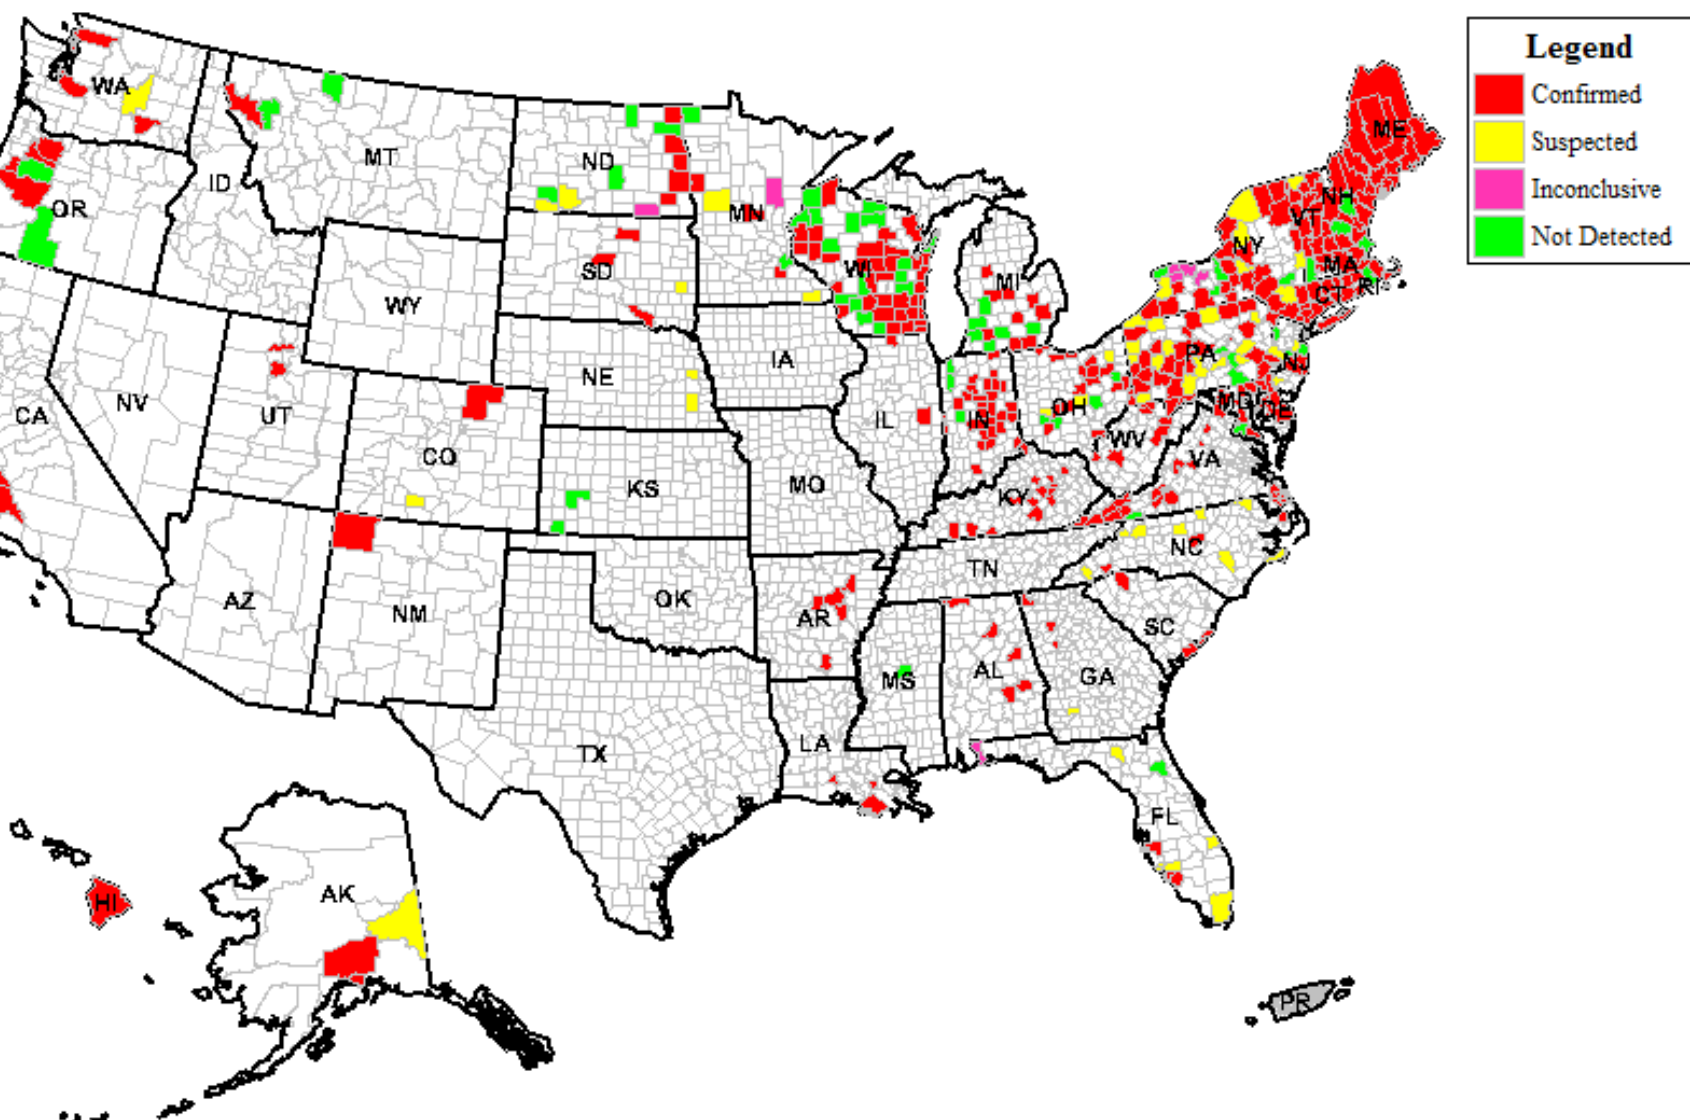 Legend
Confirmed
Suspected
Inconclusive
Not Detected
WA
MT
ND
MN
ME
NH
VT
NY
MA
CT
RI
OR
ID
SD
WI
MI
WY
IA
NE
PA
NJ
CA
NV
UT
CO
IL
IN
OH
MD
DE
WV
VA
KS
MO
KY
AZ
NM
OK
AR
TN
NC
SC
MS
AL
GA
TX
LA
FL
AK
HI
PR